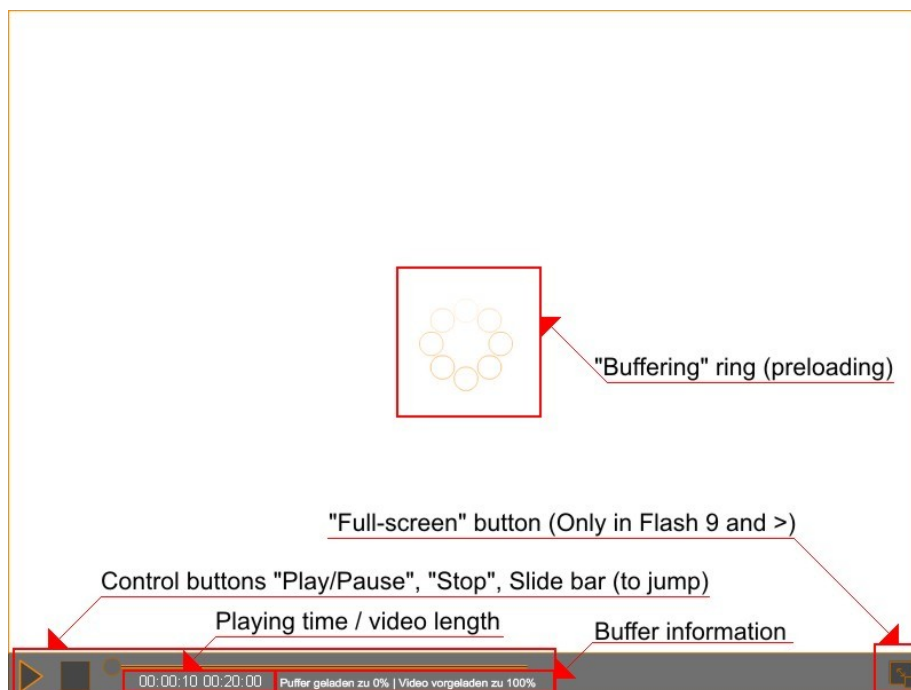 "Buffering" ring (preloading)
"Full-screen" button (Only in Flash 9 and >)
Control buttons "Play/Pause", "Stop", Slide bar (to jump)
Playing time / video length
Buffer information
00:00:10 00:20:00
Puffer geladen zu 0% | Video vorgeladen zu 100%